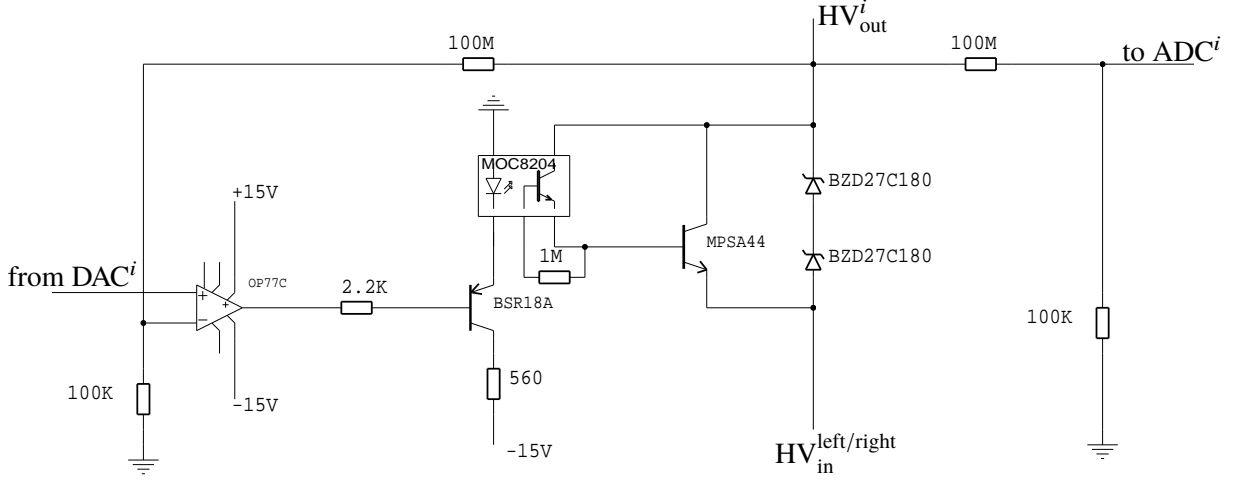 HV^i_out
100M
100M
to ADC^i
MOC8204
BZD27C180
+15V
MPSA44
1M
BZD27C180
from DAC^i
OP77C
+
+
−
2.2K
BSR18A
100K
560
100K
−15V
−15V
HV^left/right_in